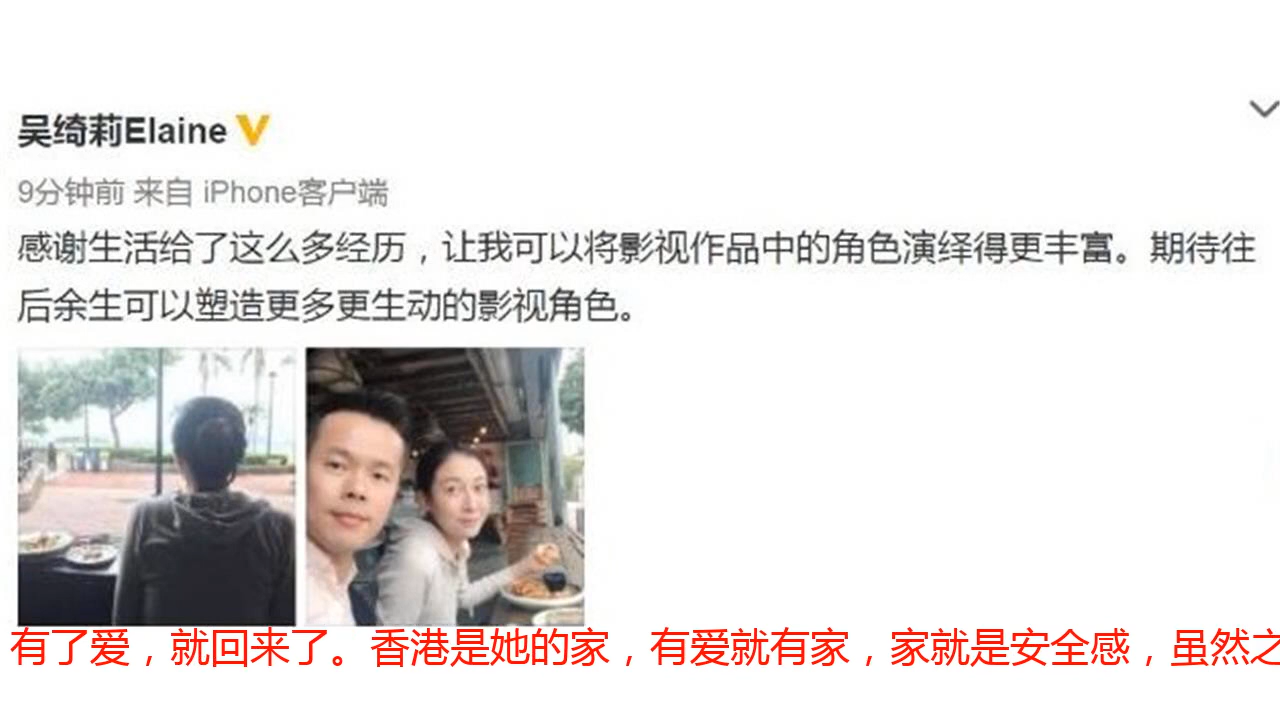 吴绮莉Elaine
9分钟前 来自 iPhone客户端
感谢生活给了这么多经历，让我可以将影视作品中的角色演绎得更丰富。期待往
后余生可以塑造更多更生动的影视角色。
有了爱，就回来了。香港是她的家，有爱就有家，家就是安全感，虽然之